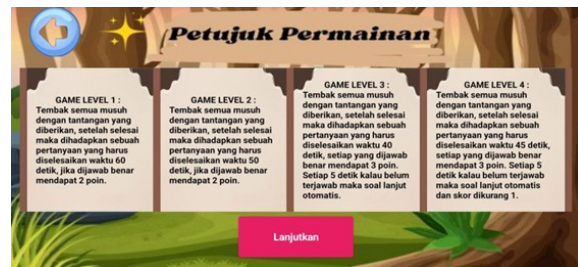 Petujuk Permainan
GAME LEVEL 1 :
Tembak semua musuh
dengan tantangan yang
diberikan, setelah selesai
maka dihadapkan sebuah
pertanyaan yang harus
diselesaikan waktu 60
detik, jika dijawab benar
mendapat 2 poin.
GAME LEVEL 2 :
Tembak semua musuh
dengan tantangan yang
diberikan, setelah selesai
maka dihadapkan sebuah
pertanyaan yang harus
diselesaikan waktu 50
detik, jika dijawab benar
mendapat 2 poin.
GAME LEVEL 3 :
Tembak semua musuh
dengan tantangan yang
diberikan, setelah selesai
maka dihadapkan sebuah
pertanyaan yang harus
diselesaikan waktu 40
detik, setiap yang dijawab
benar mendapat 3 poin.
Setiap 5 detik kalau belum
terjawab maka soal lanjut
otomatis.
GAME LEVEL 4 :
Tembak semua musuh
dengan tantangan yang
diberikan, setelah selesai
maka dihadapkan sebuah
pertanyaan yang harus
diselesaikan waktu 45 detik,
setiap yang dijawab benar
mendapat 3 poin. Setiap 5
detik kalau belum terjawab
maka soal lanjut otomatis
dan skor dikurang 1.
Lanjutkan